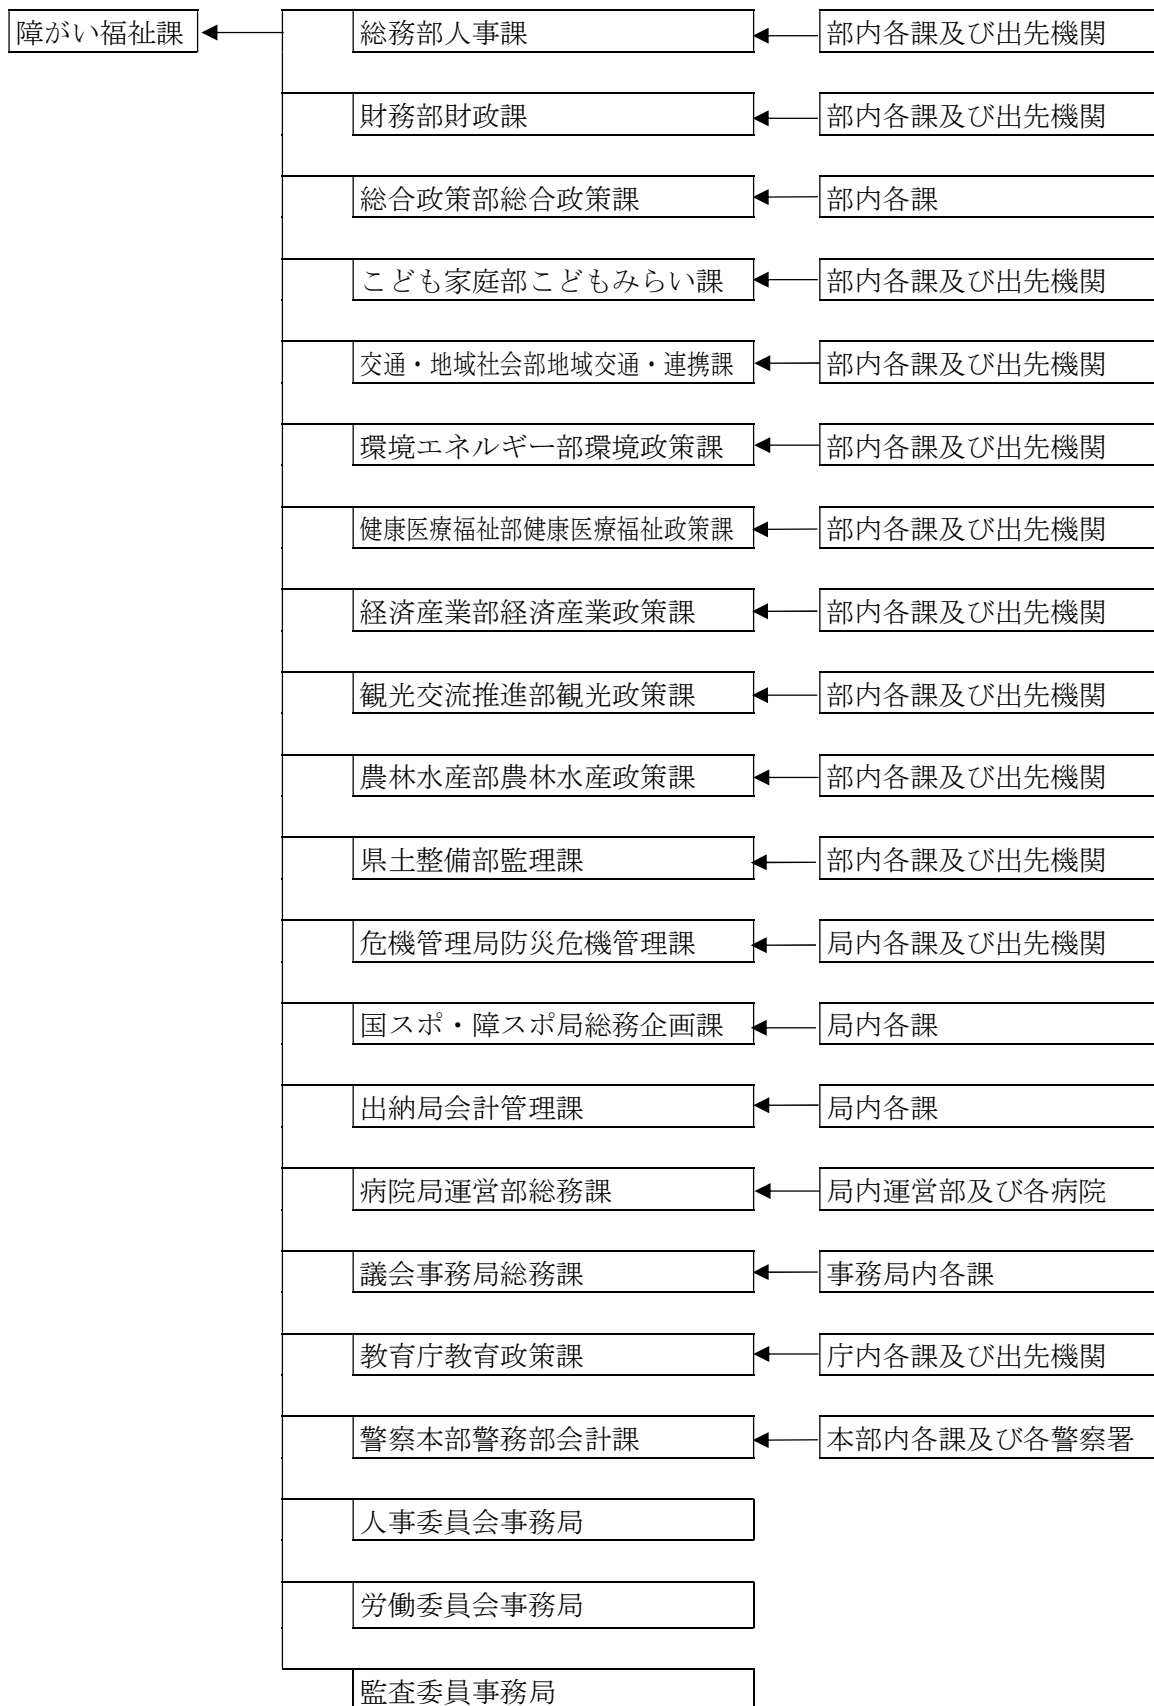 障がい福祉課
総務部人事課
部内各課及び出先機関
財務部財政課
部内各課及び出先機関
総合政策部総合政策課
部内各課
こども家庭部こどもみらい課
部内各課及び出先機関
交通・地域社会部地域交通・連携課
部内各課及び出先機関
環境エネルギー部環境政策課
部内各課及び出先機関
健康医療福祉部健康医療福祉政策課
部内各課及び出先機関
経済産業部経済産業政策課
部内各課及び出先機関
観光交流推進部観光政策課
部内各課及び出先機関
農林水産部農林水産政策課
部内各課及び出先機関
県土整備部監理課
部内各課及び出先機関
危機管理局防災危機管理課
局内各課及び出先機関
国スポ・障スポ局総務企画課
局内各課
出納局会計管理課
局内各課
病院局運営部総務課
局内運営部及び各病院
議会事務局総務課
事務局内各課
教育庁教育政策課
庁内各課及び出先機関
警察本部警務部会計課
本部内各課及び各警察署
人事委員会事務局
労働委員会事務局
監査委員事務局